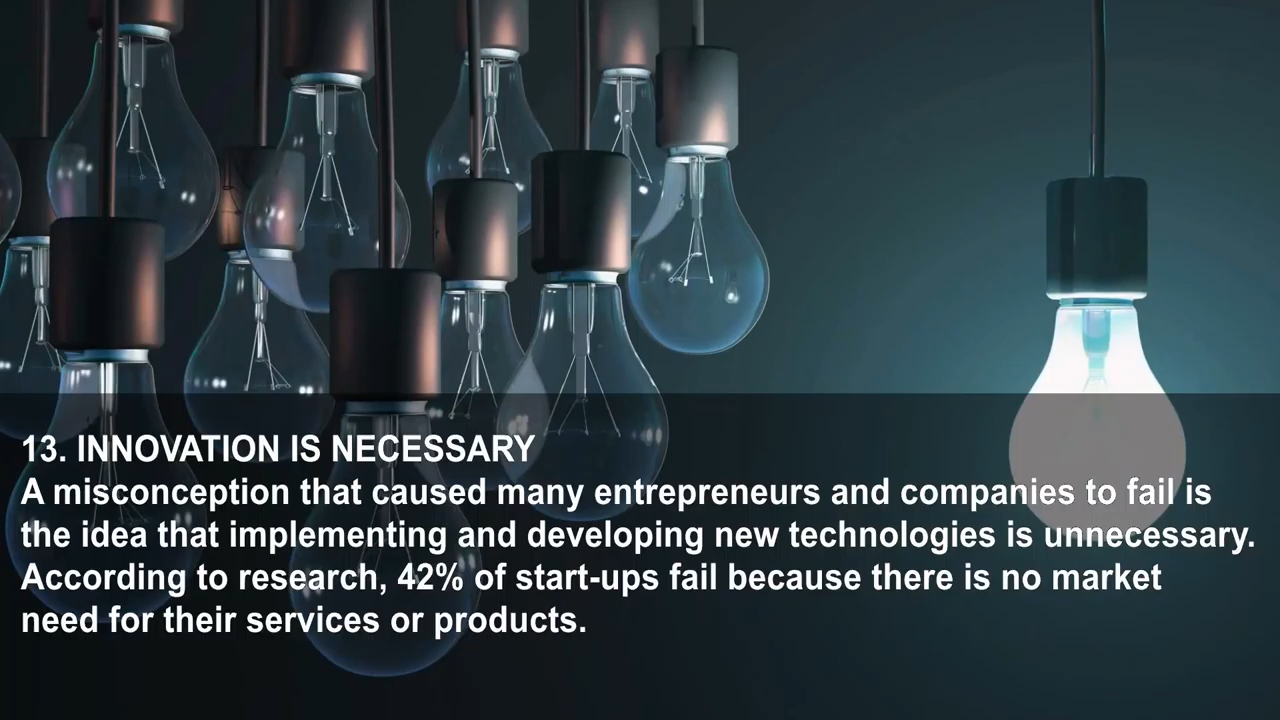 13. INNOVATION IS NECESSARY
A misconception that caused many entrepreneurs and companies to fail is
the idea that implementing and developing new technologies is unnecessary.
According to research, 42% of start-ups fail because there is no market
need for their services or products.